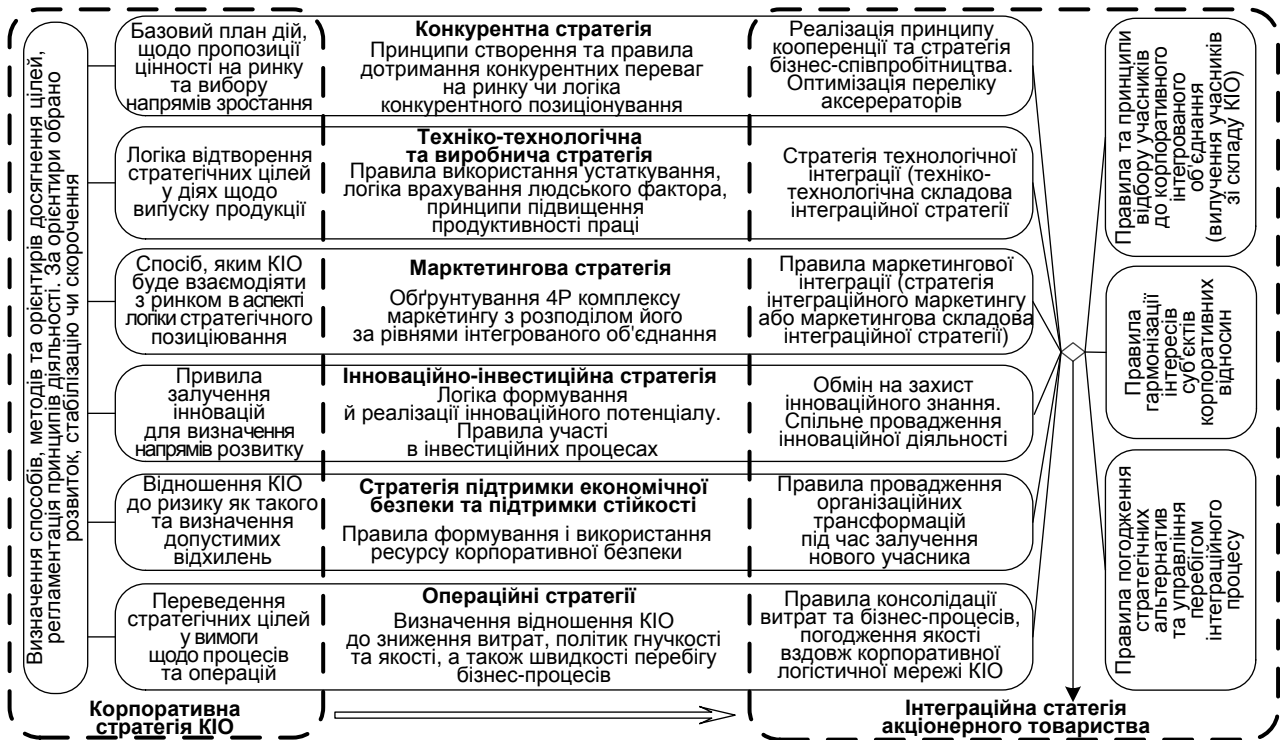 Визначення способів, методів та орієнтирів досягнення цілей,
регламентація принципів діяльності. За орієнтири обрано
розвиток, стабілізацію чи скорочення
Базовий план дій,
щодо пропозиції
цінності на ринку
та вибору
напрямів зростання
Конкурентна стратегія
Принципи створення та правила
дотримання конкурентних переваг
на ринку чи логіка
конкурентного позиціонування
Реалізація принципу
кооперенції та стратегія
бізнес-співпробітництва.
Оптимізація переліку
аксерераторів
Логіка відтворення
стратегічних цілей
у діях щодо
випуску продукції
Техніко-технологічна
та виробнича стратегія
Правила використання устаткування,
логіка врахування людського фактора,
принципи підвищення
продуктивності праці
Стратегія технологічної
інтеграції (техніко-
технологічна складова
інтеграційної стратегії
Спосіб, яким КІО
буде взаємодіяти
з ринком в аспекті
логіки стратегічного
позиціювання
Марктетингова стратегія
Обґрунтування 4Р комплексу
маркетингу з розподілом його
за рівнями інтегрованого об'єднання
Правила маркетингової
інтеграції (стратегія
інтеграційного маркетингу
або маркетингова складова
інтеграційної стратегії)
Привила
залучення
інновацій
для визначення
напрямів розвитку
Інноваційно-інвестиційна стратегія
Логіка формування
й реалізації інноваційного потенціалу.
Правила участі
в інвестиційних процесах
Обмін на захист
інноваційного знання.
Спільне провадження
інноваційної діяльності
Відношення КІО
до ризику як такого
та визначення
допустимих
відхилень
Стратегія підтримки економічної
безпеки та підтримки стійкості
Правила формування і використання
ресурсу корпоративної безпеки
Правила провадження
організаційних
трансформацій
під час залучення
нового учасника
Переведення
стратегічних цілей
у вимоги
щодо процесів
та операцій
Операційні стратегії
Визначення відношення КІО
до зниження витрат, політик гнучкості
та якості, а також швидкості перебігу
бізнес-процесів
Правила консолідації
витрат та бізнес-процесів,
погодження якості
вздовж корпоративної
логістичної мережі КІО
Правила та принципи
відбору учасників
до корпоративного
інтегрованого
об'єднання
(вилучення учасників
зі складу КІО)
Правила
гармонізації
інтересів
суб'єктів
корпоративних
відносин
Правила погодження
стратегічних
альтернатив
та управління
перебігом
інтеграційного
процесу
Корпоративна
стратегія КІО
Інтеграційна статегія
акціонерного товариства